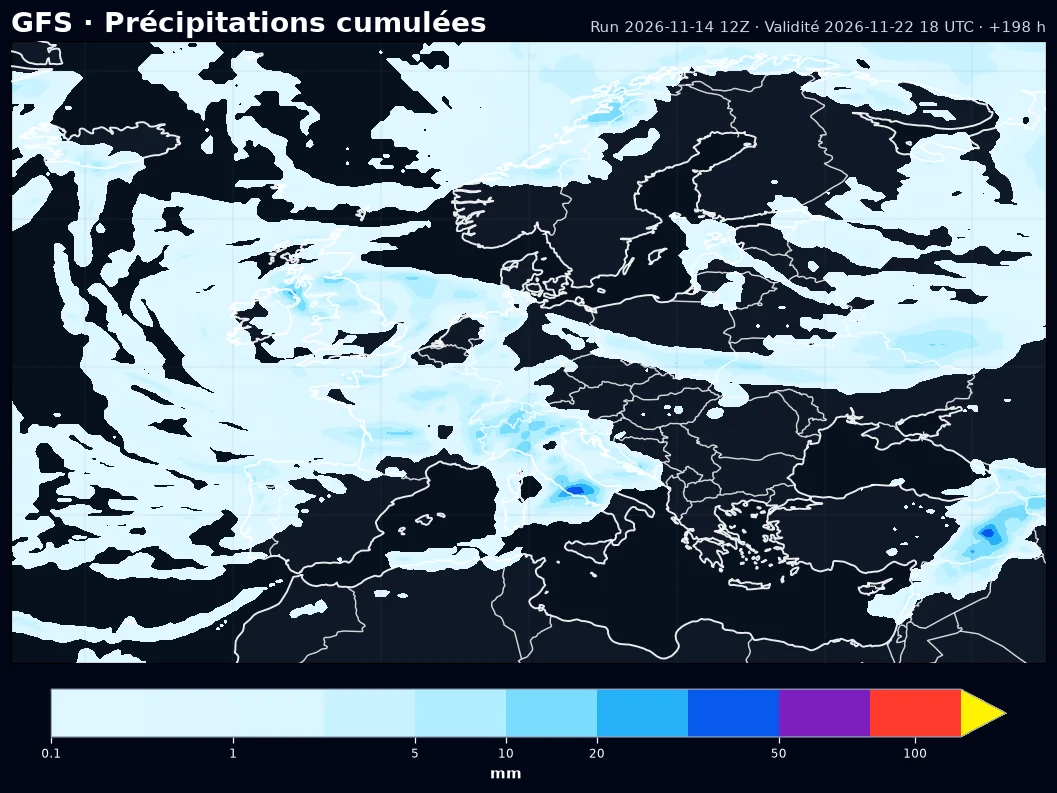 GFS · Précipitations cumulées
Run 2026-11-14 12Z · Validité 2026-11-22 18 UTC · +198 h
0.1 1 5 10 20 50 100
mm